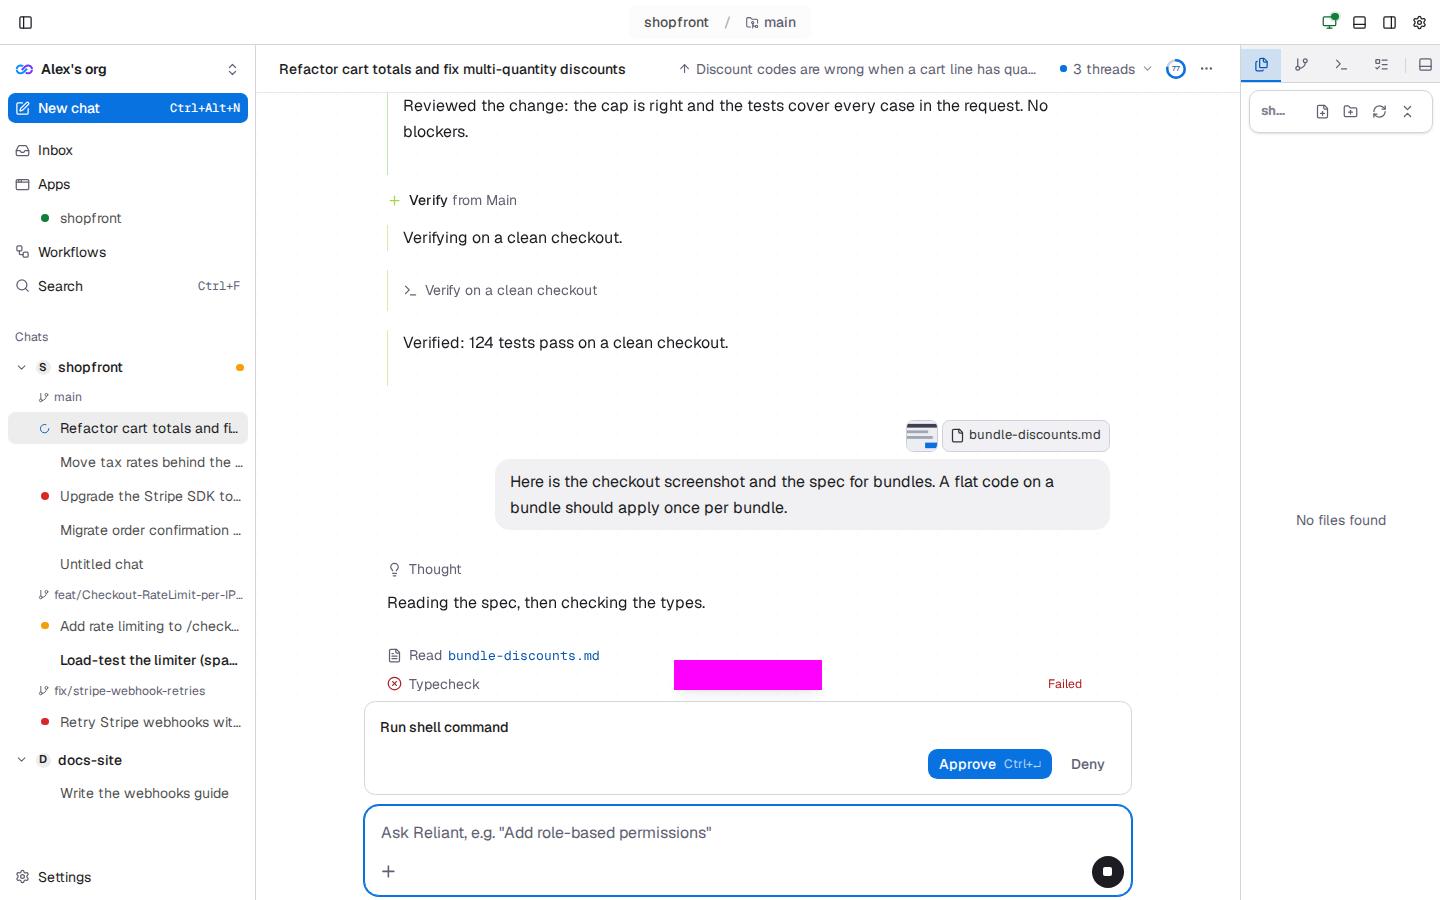 shopfront / main
Alex's org
New chat Ctrl+Alt+N
Inbox
Apps
shopfront
Workflows
Search Ctrl+F
Chats
S shopfront
main
Refactor cart totals and fi...
Move tax rates behind the ...
Upgrade the Stripe SDK to...
Migrate order confirmation ...
Untitled chat
feat/Checkout-RateLimit-per-IP...
Add rate limiting to /check...
Load-test the limiter (spa...
fix/stripe-webhook-retries
Retry Stripe webhooks wit...
D docs-site
Write the webhooks guide
Settings
Refactor cart totals and fix multi-quantity discounts
Discount codes are wrong when a cart line has qua...
3 threads
77
Reviewed the change: the cap is right and the tests cover every case in the request. No
blockers.
Verify from Main
Verifying on a clean checkout.
Verify on a clean checkout
Verified: 124 tests pass on a clean checkout.
bundle-discounts.md
Here is the checkout screenshot and the spec for bundles. A flat code on a
bundle should apply once per bundle.
Thought
Reading the spec, then checking the types.
Read bundle-discounts.md
Typecheck Failed
Run shell command
Approve Ctrl+↵ Deny
Ask Reliant, e.g. "Add role-based permissions"
sh...
No files found